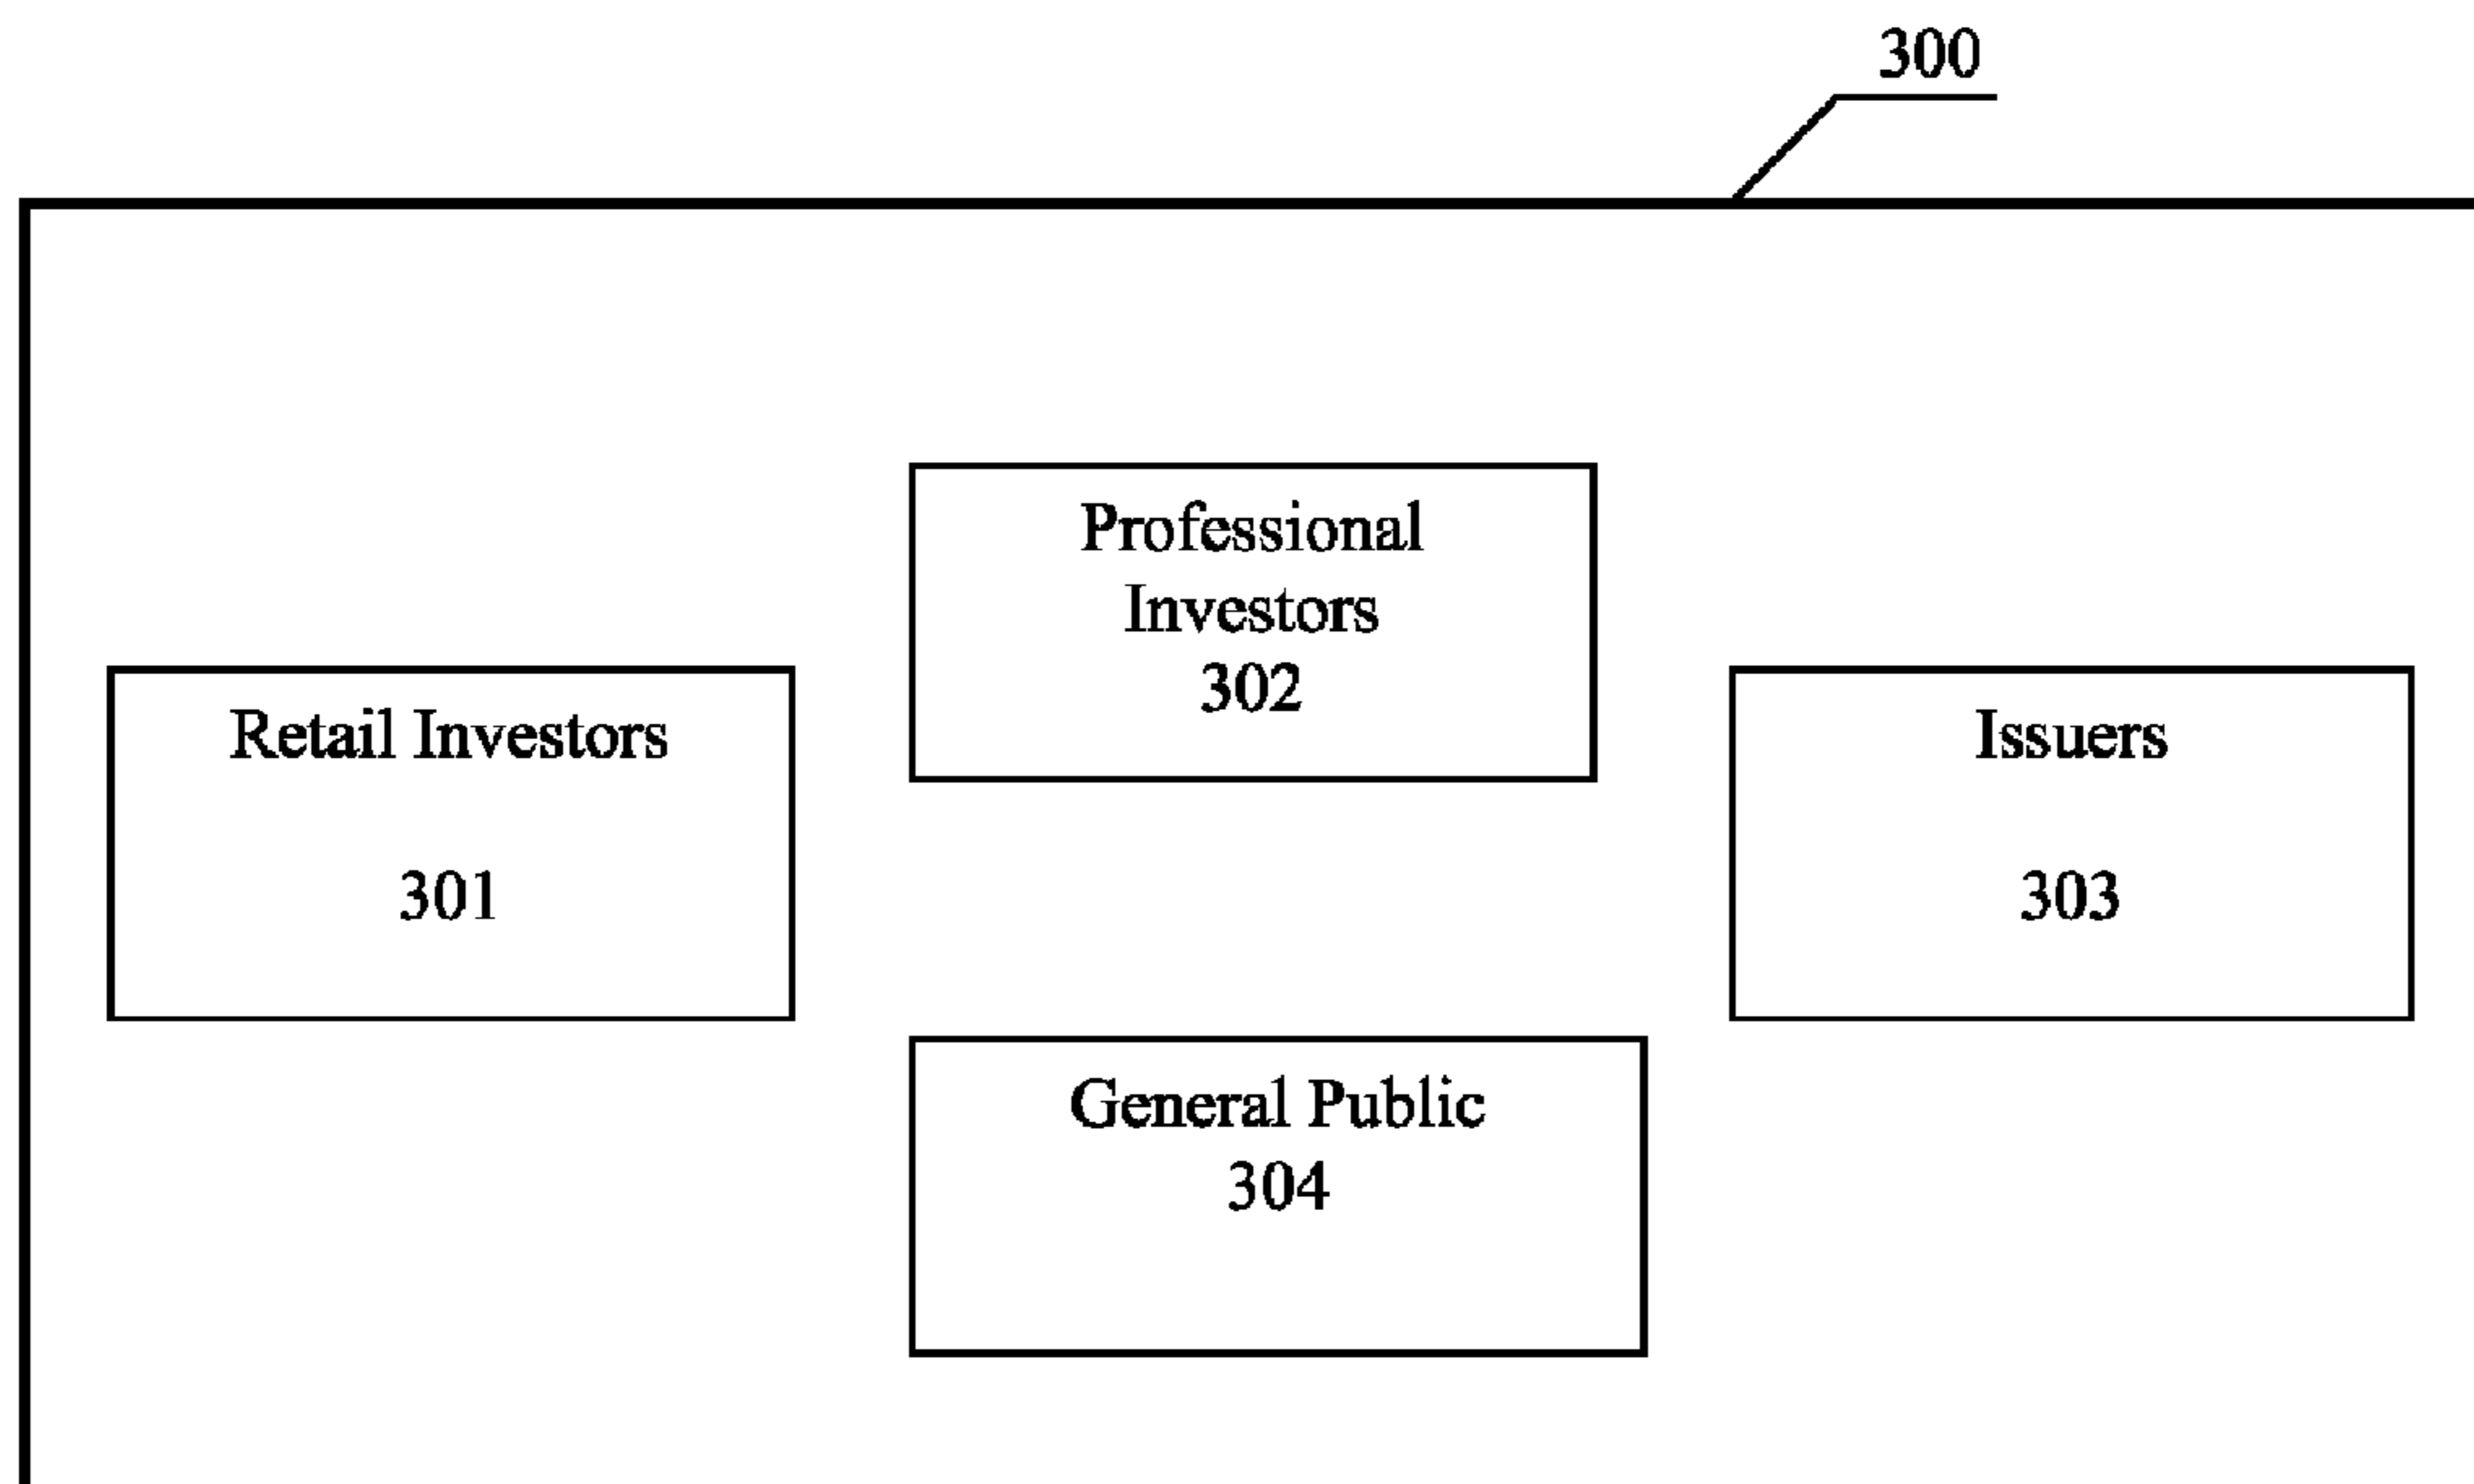 300
Professional
Investors
302
Retail Investors
301
Issuers
303
General Public
304